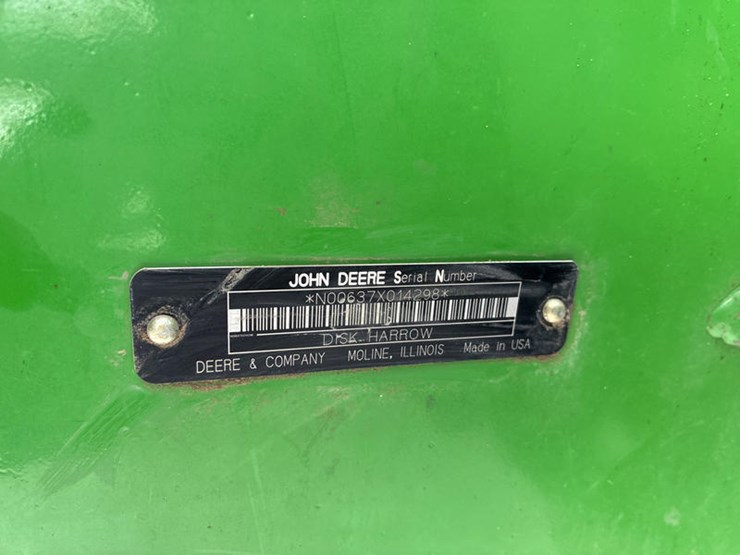 JOHN DEERE Serial Number
*N00637X014298*
DISK HARROW
DEERE & COMPANY MOLINE, ILLINOIS Made in USA